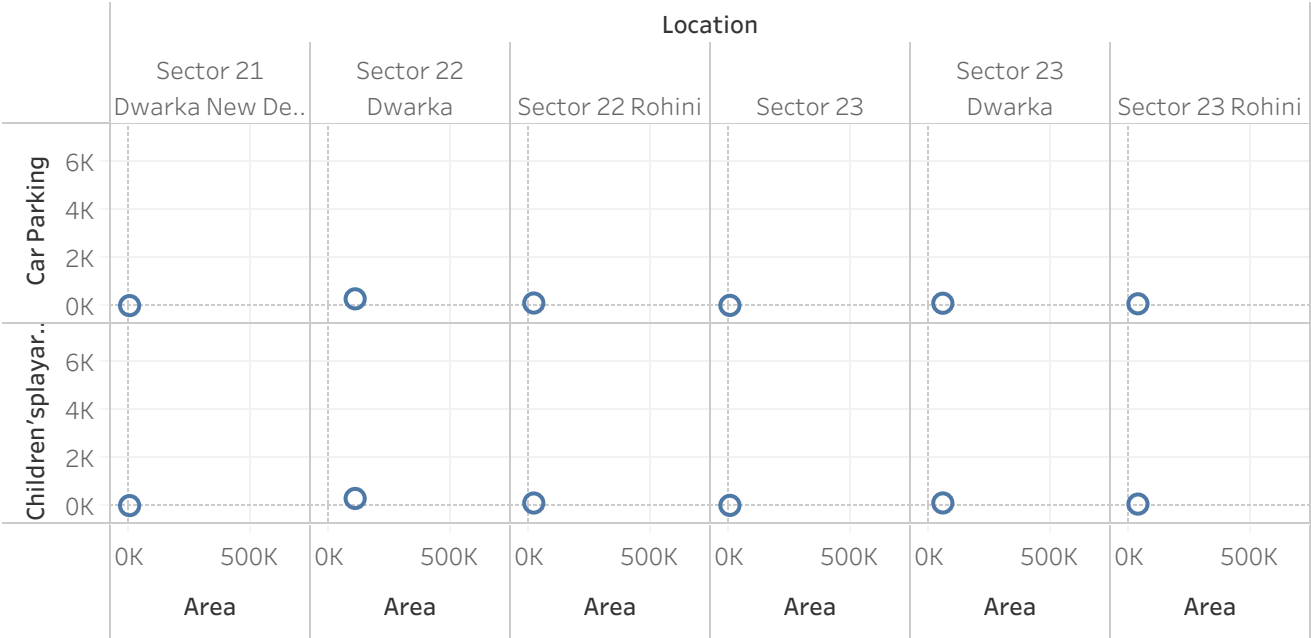 Location
Sector 21
Dwarka New De..
Sector 22
Dwarka
Sector 22 Rohini
Sector 23
Sector 23
Dwarka
Sector 23 Rohini
Car Parking
6K
4K
2K
0K
Children'splayar..
6K
4K
2K
0K
0K 500K 0K 500K 0K 500K 0K 500K 0K 500K 0K 500K
Area Area Area Area Area Area